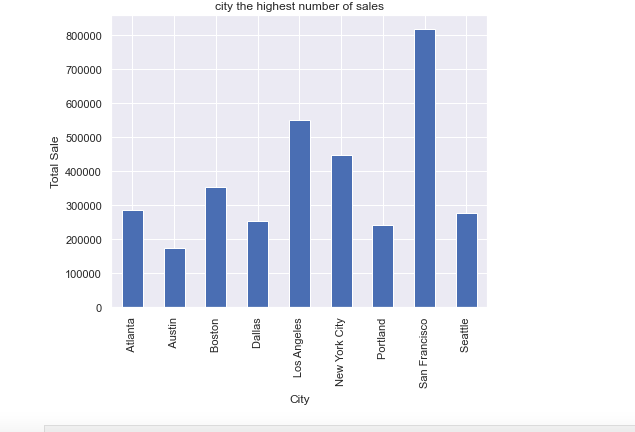 city the highest number of sales
Total Sale
800000
700000
600000
500000
400000
300000
200000
100000
0
Atlanta
Austin
Boston
Dallas
Los Angeles
New York City
Portland
San Francisco
Seattle
City